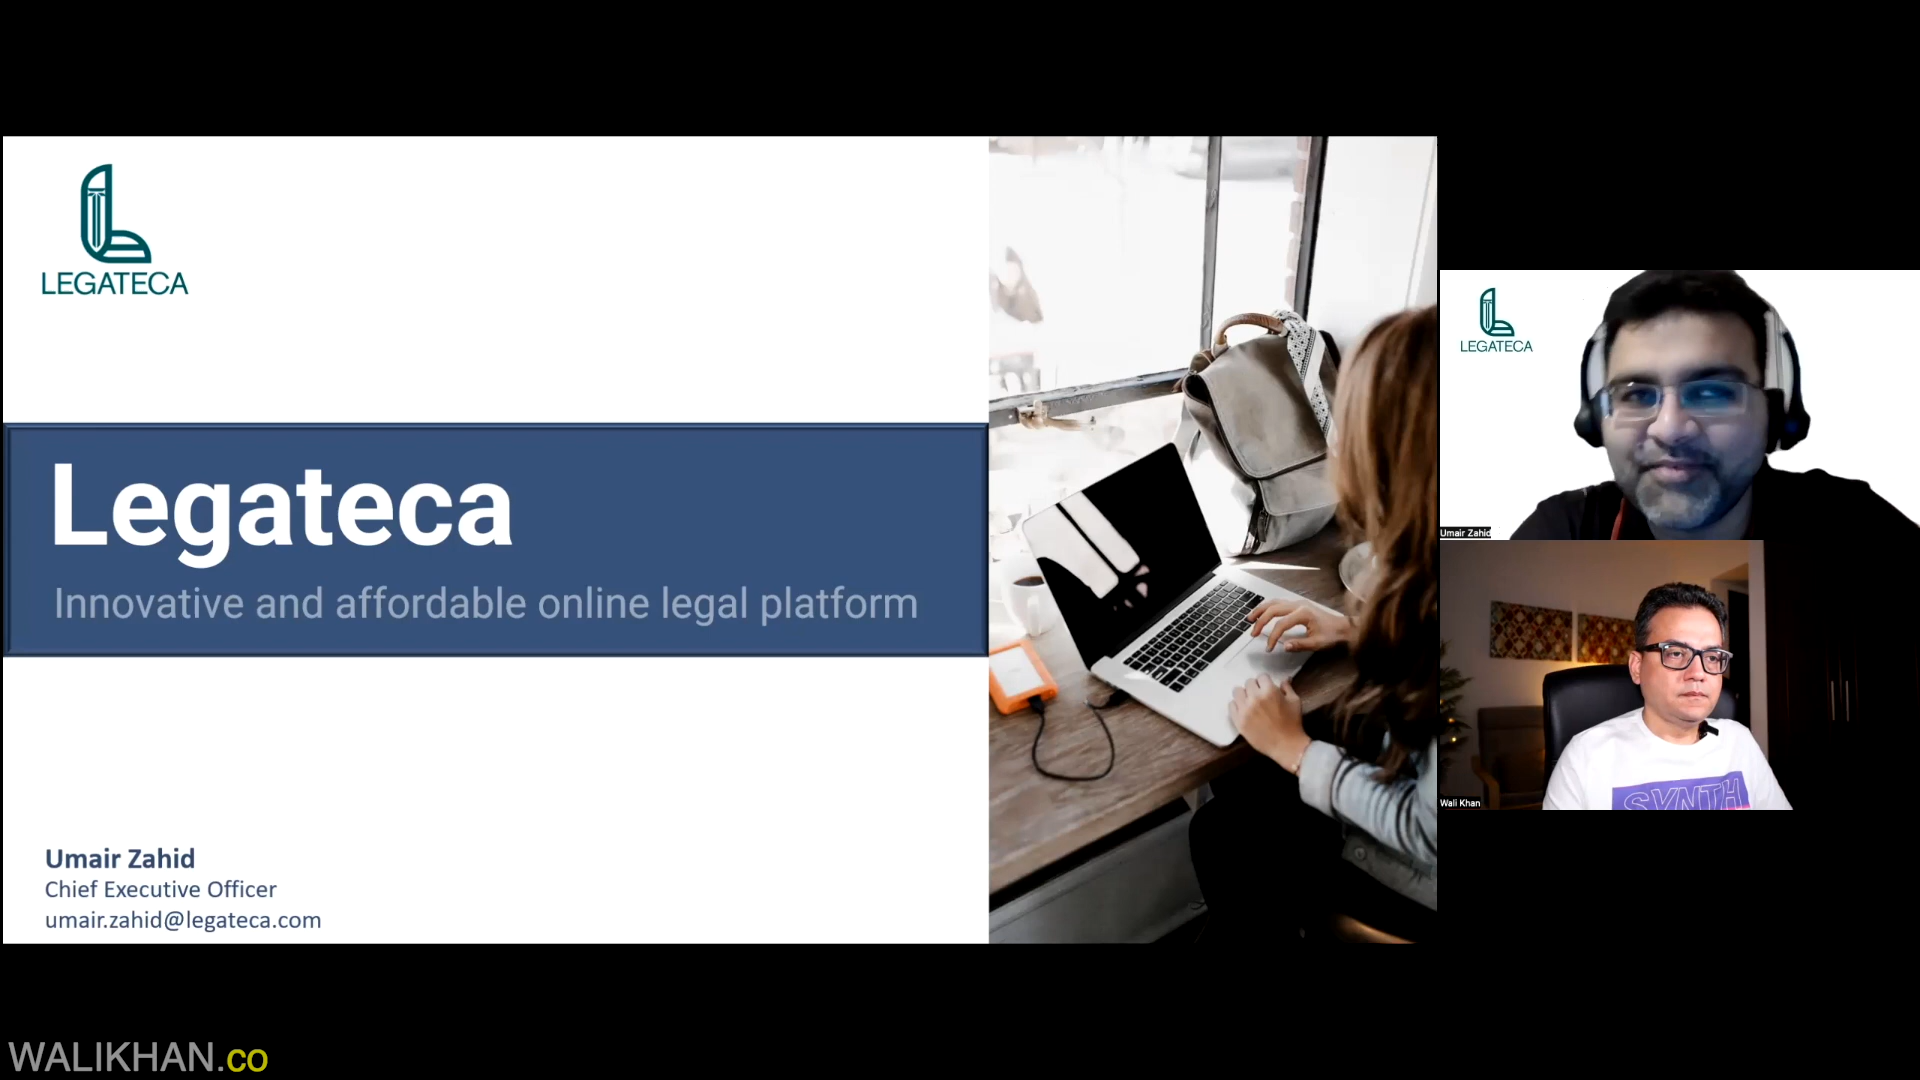 LEGATECA
Legateca
Innovative and affordable online legal platform
Umair Zahid
Chief Executive Officer
umair.zahid@legateca.com
LEGATECA
Umair Zahid
SYNTH
Wali Khan
WALIKHAN.co